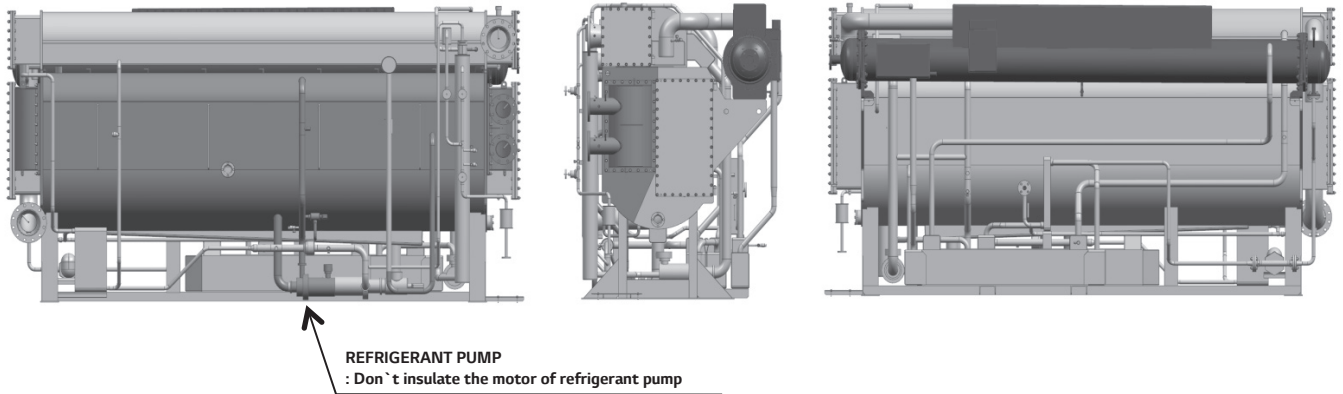 REFRIGERANT PUMP
: Don`t insulate the motor of refrigerant pump